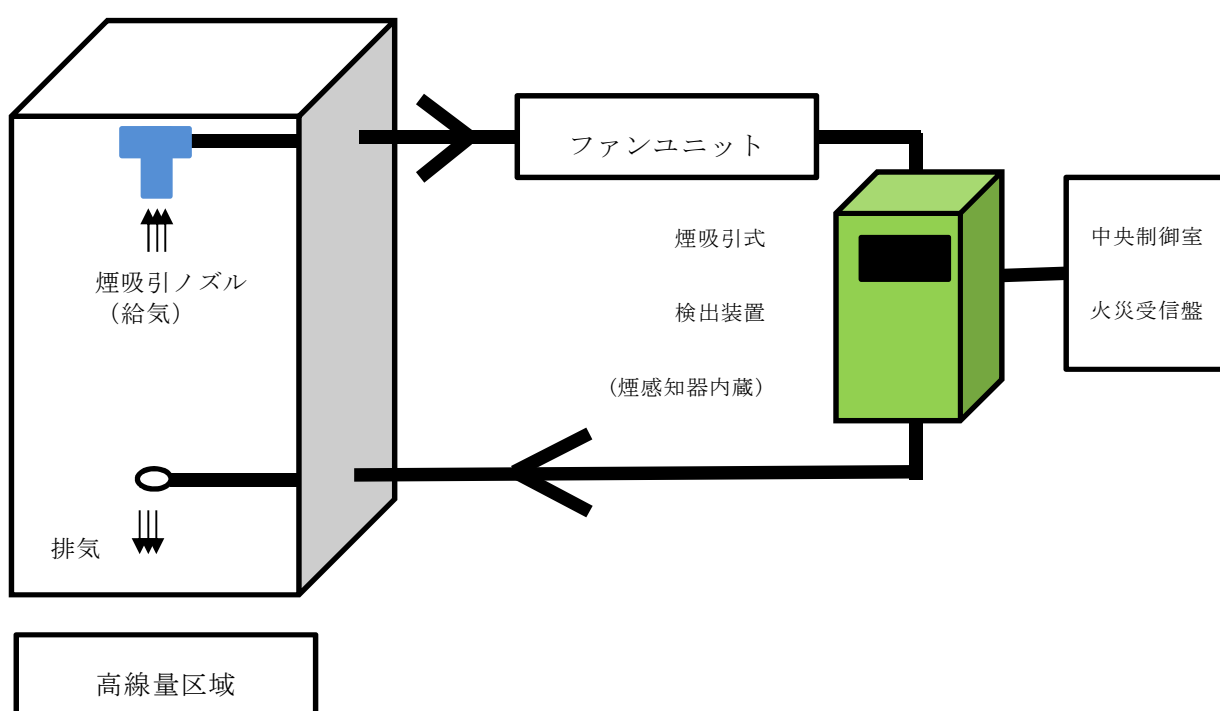 ファンユニット
煙吸引式
検出装置
(煙感知器内蔵)
中央制御室
火災受信盤
煙吸引ノズル
（給気）
排気
高線量区域